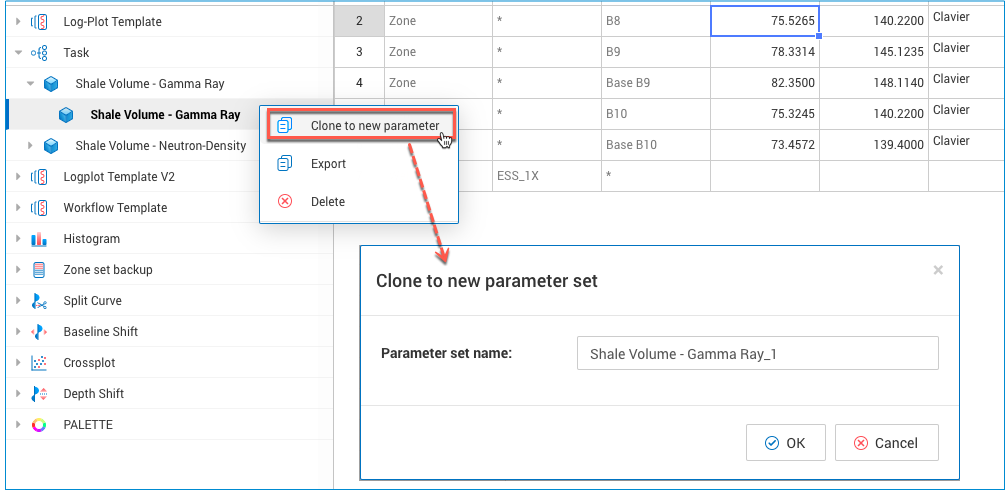 Log-Plot Template
Task
Shale Volume - Gamma Ray
Shale Volume - Gamma Ray
Shale Volume - Neutron-Density
Logplot Template V2
Workflow Template
Histogram
Zone set backup
Split Curve
Baseline Shift
Crossplot
Depth Shift
PALETTE
2 Zone * B8 75.5265 140.2200 Clavier
3 Zone * B9 78.3314 145.1235 Clavier
4 Zone * Base B9 82.3500 148.1140 Clavier
* B10 75.3245 140.2200 Clavier
* Base B10 73.4572 139.4000 Clavier
ESS_1X *
Clone to new parameter
Export
Delete
Clone to new parameter set
×
Parameter set name:
Shale Volume - Gamma Ray_1
OK
Cancel